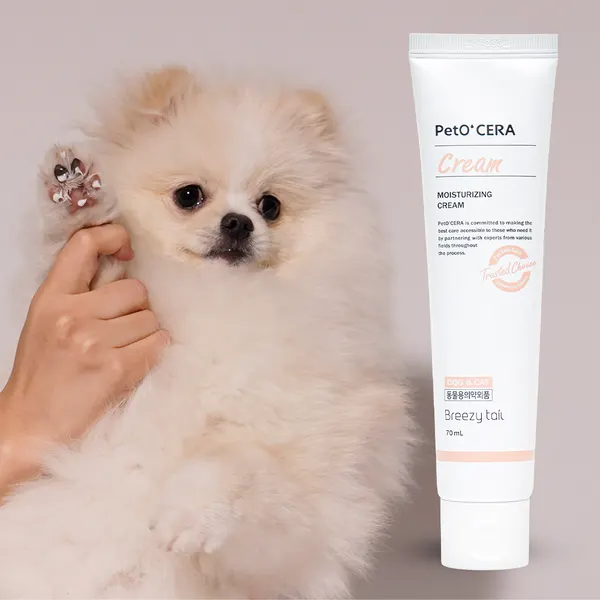 PetO'CERA
Cream
MOISTURIZING
CREAM
PetO'CERA is committed to making the
best care accessible to those who need it
by partnering with experts from various
fields throughout
the process.
Trusted Choice
DOG & CAT
동물용의약외품
Breezy tail
70mL